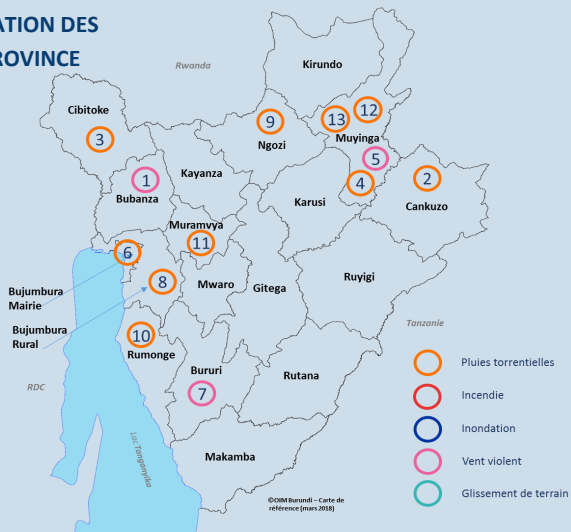 ATION DES
ROVINCE
Rwanda
Kirundo
Cibitoke
3
9
Ngozi
13
12
Muyinga
5
4
2
Cankuzo
1
Bubanza
Kayanza
Karusi
Muramvya
11
6
8
Mwaro
Gitega
Ruyigi
Bujumbura
Mairie
Bujumbura
Rural
10
Rumonge
Tanzanie
RDC
Bururi
7
Rutana
Lac Tanganyika
Makamba
Pluies torrentielles
Incendie
Inondation
Vent violent
Glissement de terrain
©OIM Burundi – Carte de
référence (mars 2018)